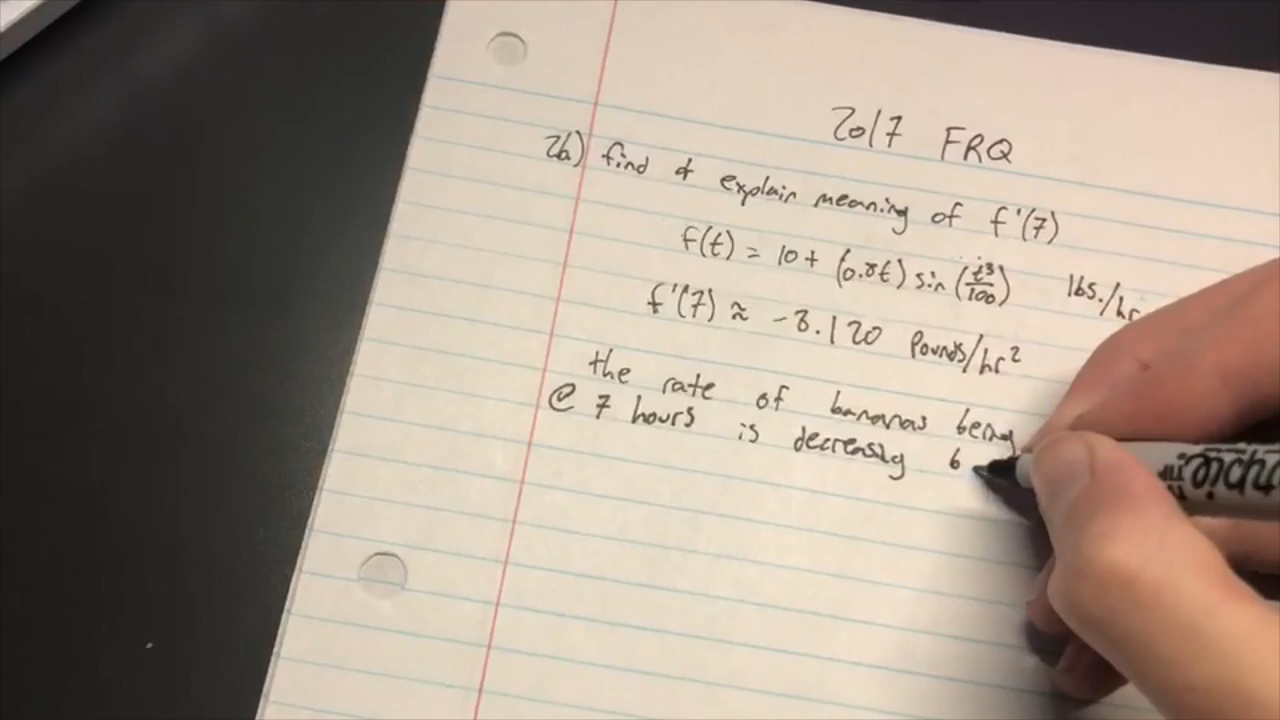 2017 FRQ
2b) find & explain meaning of f'(7)
f(t) = 10 + (0.8t) sin (t³/100) lbs./hr
f'(7) ≈ -8.120 Pounds/hr²
the rate of bananas being
@ 7 hours is decreasing b